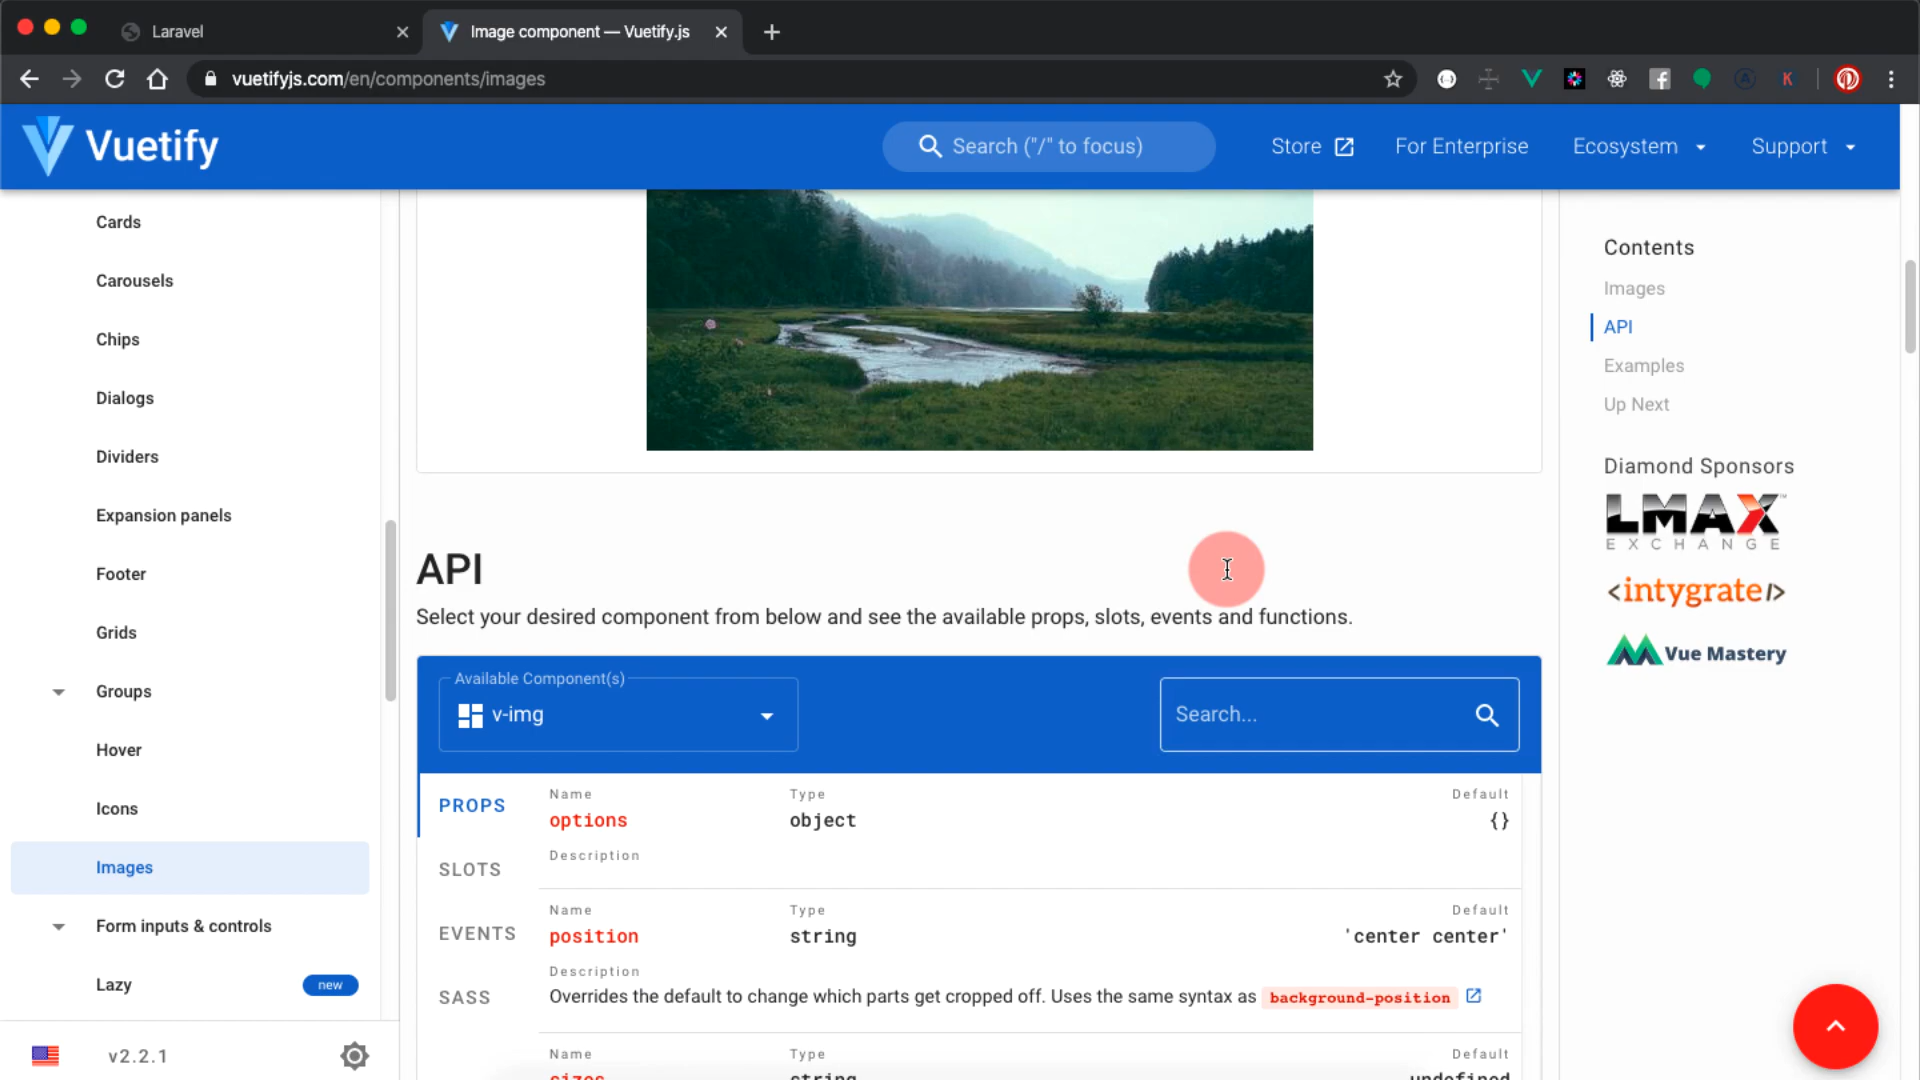 Laravel
Image component — Vuetify.js
vuetifyjs.com/en/components/images
Vuetify
Search ("/" to focus)
Store
For Enterprise
Ecosystem
Support
Cards
Carousels
Chips
Dialogs
Dividers
Expansion panels
Footer
Grids
Groups
Hover
Icons
Images
Form inputs & controls
Lazy
new
v2.2.1
API
Select your desired component from below and see the available props, slots, events and functions.
Available Component(s)
v-img
Search...
PROPS
SLOTS
EVENTS
SASS
Name Type Default
options object {}
Description
Name Type Default
position string 'center center'
Description
Overrides the default to change which parts get cropped off. Uses the same syntax as background-position
Name Type Default
sizes string undefined
Contents
Images
API
Examples
Up Next
Diamond Sponsors
LMAX™
EXCHANGE
<intygrate/>
Vue Mastery